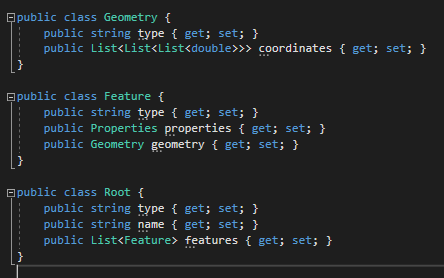 public class Geometry {
    public string type { get; set; }
    public List<List<List<double>>> coordinates { get; set; }
}
public class Feature {
    public string type { get; set; }
    public Properties properties { get; set; }
    public Geometry geometry { get; set; }
}
public class Root {
    public string type { get; set; }
    public string name { get; set; }
    public List<Feature> features { get; set; }
}